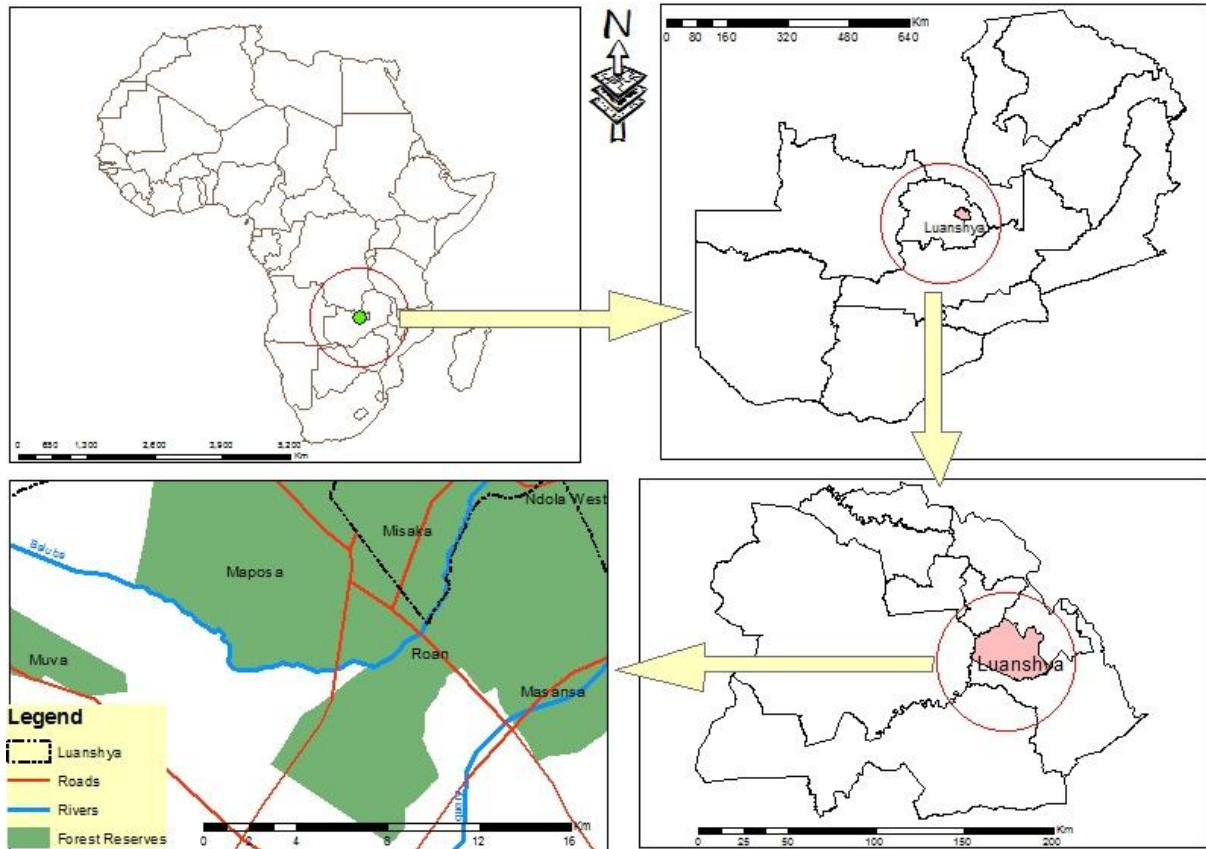 N
Km
0 80 160 320 480 640
Luanshya
0 650 1,300 2,600 3,900 5,200
Km
Baluba
Ndola West
Misaka
Maposa
Roan
Muva
Masansa
Legend
Luanshya
Roads
Rivers
Forest Reserves
Km
0 2 4 8 12 16
Luanshya
Km
0 25 50 100 150 200